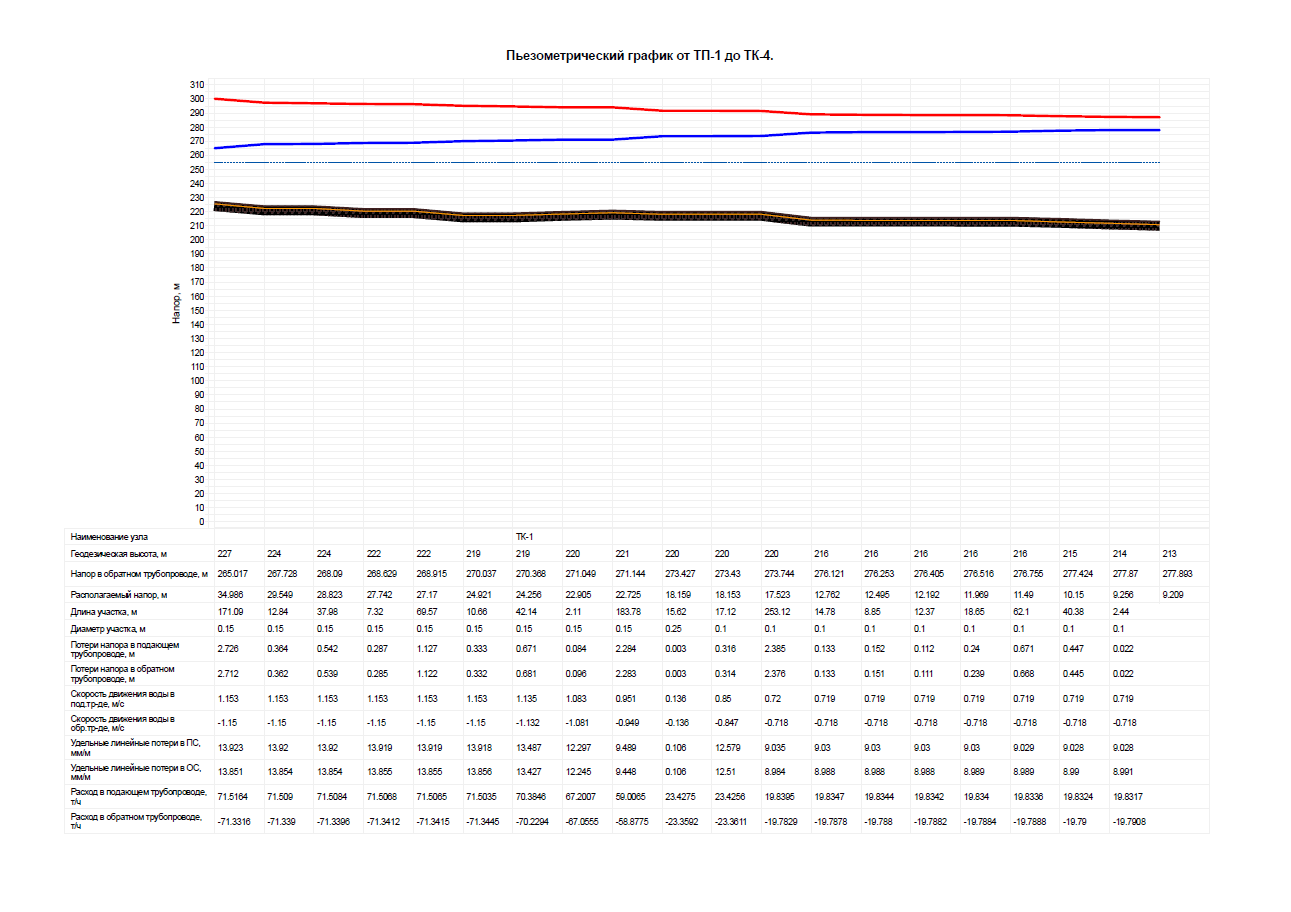 Пьезометрический график от ТП-1 до ТК-4.
310
300
290
280
270
260
250
240
230
220
210
200
190
180
170
160
150
140
130
120
110
100
90
80
70
60
50
40
30
20
10
0
Напор, м
Наименование узла ТК-1
Геодезическая высота, м 227 224 224 222 222 219 219 220 221 220 220 220 216 216 216 216 216 215 214 213
Напор в обратном трубопроводе, м 265.017 267.728 268.09 268.629 268.915 270.037 270.368 271.049 271.144 273.427 273.43 273.744 276.121 276.253 276.405 276.516 276.755 277.424 277.87 277.893
Располагаемый напор, м 34.986 29.549 28.823 27.742 27.17 24.921 24.256 22.905 22.725 18.159 18.153 17.523 12.762 12.495 12.192 11.969 11.49 10.15 9.256 9.209
Длина участка, м 171.09 12.84 37.98 7.32 69.57 10.66 42.14 2.11 183.78 15.62 17.12 253.12 14.78 8.85 12.37 18.65 62.1 40.38 2.44
Диаметр участка, м 0.15 0.15 0.15 0.15 0.15 0.15 0.15 0.15 0.15 0.25 0.1 0.1 0.1 0.1 0.1 0.1 0.1 0.1 0.1
Потери напора в подающем
трубопроводе, м 2.726 0.364 0.542 0.287 1.127 0.333 0.671 0.084 2.284 0.003 0.316 2.385 0.133 0.152 0.112 0.24 0.671 0.447 0.022
Потери напора в обратном
трубопроводе, м 2.712 0.362 0.539 0.285 1.122 0.332 0.681 0.096 2.283 0.003 0.314 2.376 0.133 0.151 0.111 0.239 0.668 0.445 0.022
Скорость движения воды в
под.тр-де, м/с 1.153 1.153 1.153 1.153 1.153 1.153 1.135 1.083 0.951 0.136 0.85 0.72 0.719 0.719 0.719 0.719 0.719 0.719 0.719
Скорость движения воды в
обр.тр-де, м/с -1.15 -1.15 -1.15 -1.15 -1.15 -1.15 -1.132 -1.081 -0.949 -0.136 -0.847 -0.718 -0.718 -0.718 -0.718 -0.718 -0.718 -0.718 -0.718
Удельные линейные потери в ПС,
мм/м 13.923 13.92 13.92 13.919 13.919 13.918 13.487 12.297 9.489 0.106 12.579 9.035 9.03 9.03 9.03 9.03 9.029 9.028 9.028
Удельные линейные потери в ОС,
мм/м 13.851 13.854 13.854 13.855 13.855 13.856 13.427 12.245 9.448 0.106 12.51 8.984 8.988 8.988 8.988 8.989 8.989 8.99 8.991
Расход в подающем трубопроводе,
т/ч 71.5164 71.509 71.5084 71.5068 71.5065 71.5035 70.3846 67.2007 59.0065 23.4275 23.4256 19.8395 19.8347 19.8344 19.8342 19.834 19.8336 19.8324 19.8317
Расход в обратном трубопроводе,
т/ч -71.3316 -71.339 -71.3396 -71.3412 -71.3415 -71.3445 -70.2294 -67.0555 -58.8775 -23.3592 -23.3611 -19.7829 -19.7878 -19.788 -19.7882 -19.7884 -19.7888 -19.79 -19.7908